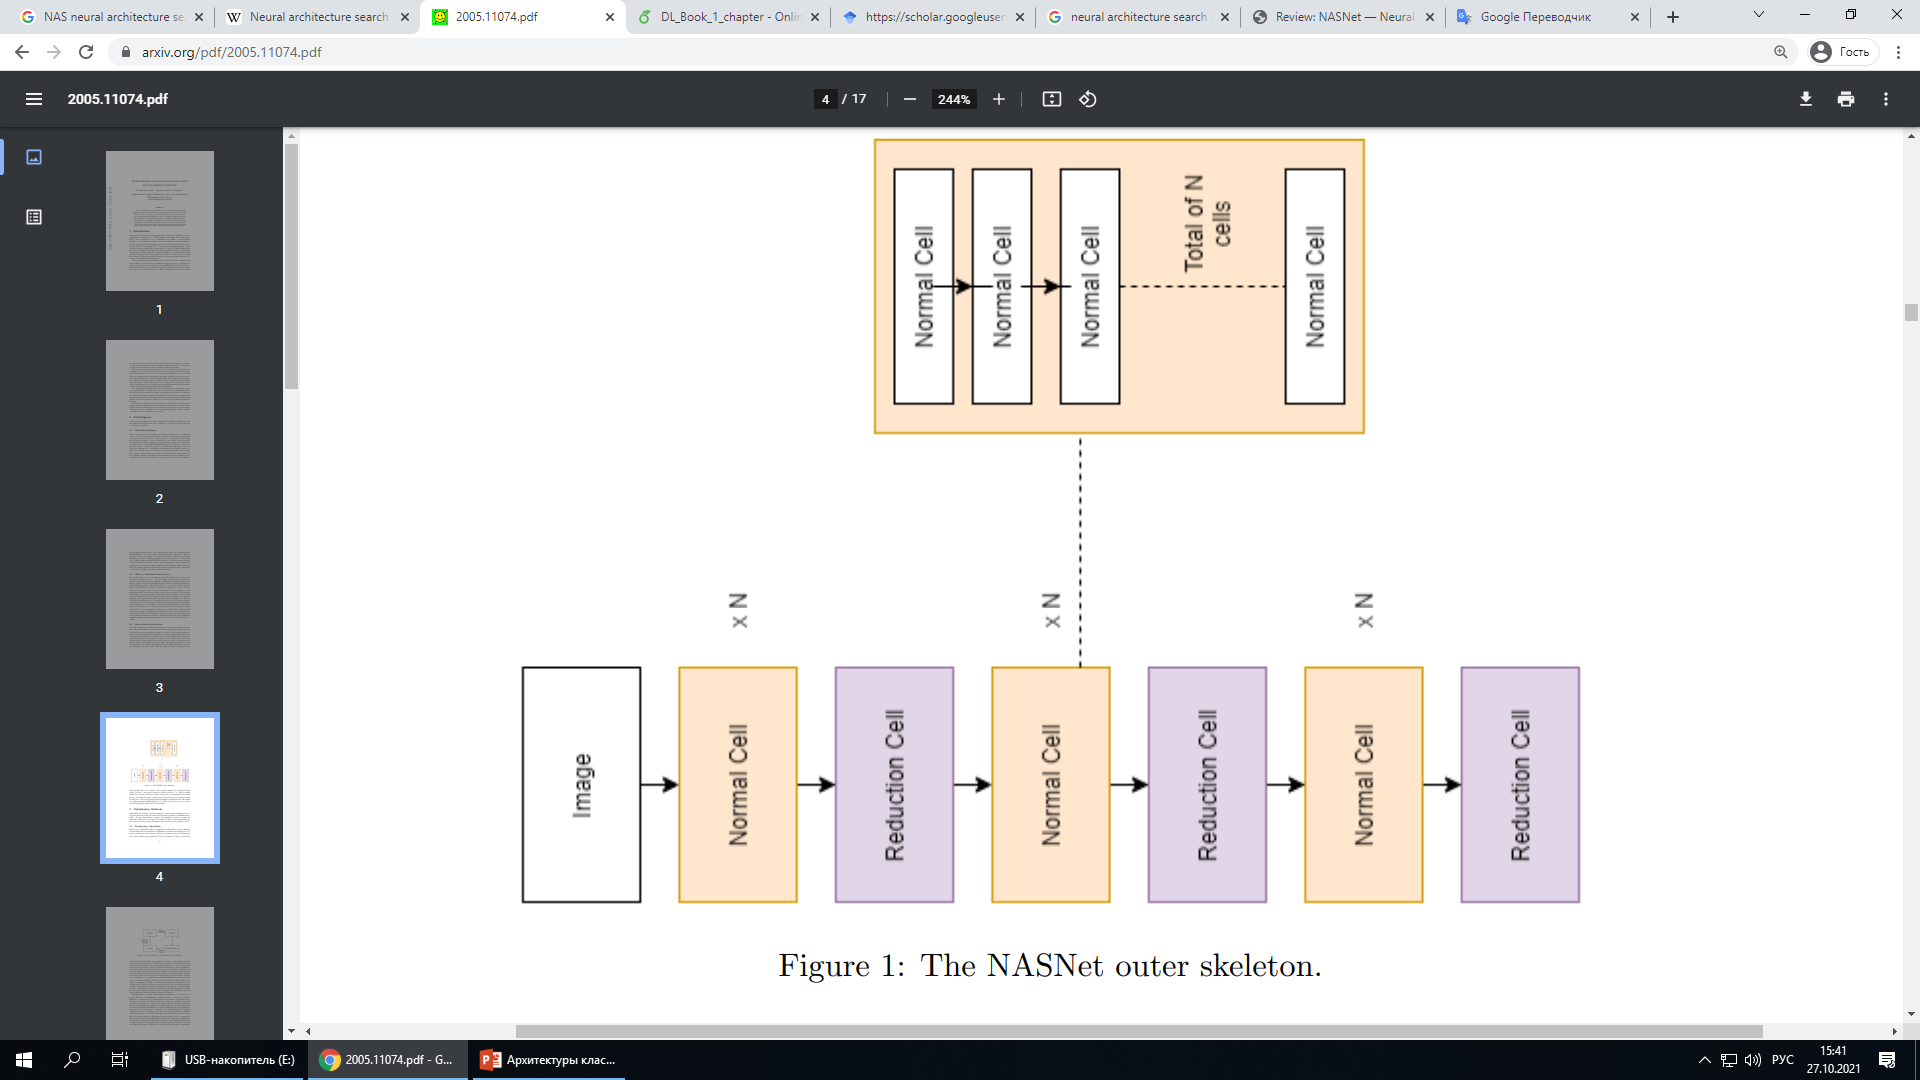 NAS neural architecture se
Neural architecture search
2005.11074.pdf
DL_Book_1_chapter - Onlin
https://scholar.googleuser
neural architecture search
Review: NASNet — Neural
Google Переводчик
arxiv.org/pdf/2005.11074.pdf
Гость
2005.11074.pdf
4 / 17
244%
1
2
3
4
Normal Cell
Normal Cell
Normal Cell
Total of N
cells
Normal Cell
x N
x N
x N
Image
Normal Cell
Reduction Cell
Normal Cell
Reduction Cell
Normal Cell
Reduction Cell
Figure 1: The NASNet outer skeleton.
USB-накопитель (E:)
2005.11074.pdf - G...
Архитектуры клас...
РУС
15:41
27.10.2021